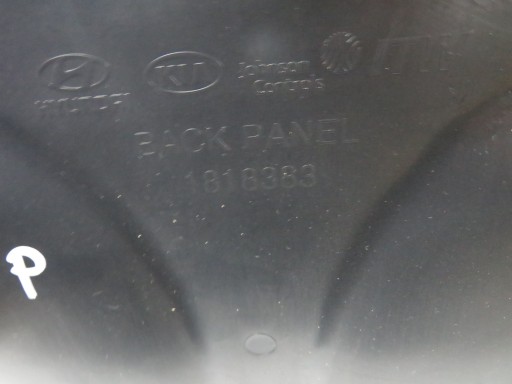 HYUNDAI KIA Johnson Controls
BACK PANEL
1818383
P